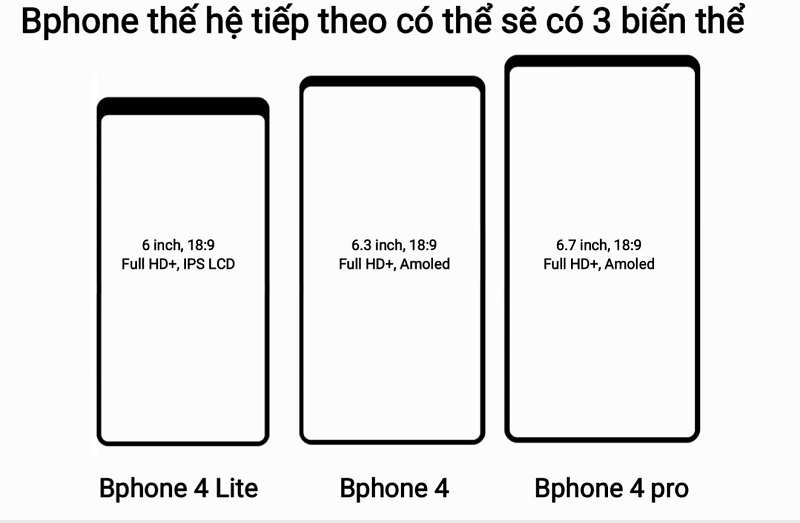 Bphone thế hệ tiếp theo có thể sẽ có 3 biến thể
6 inch, 18:9
Full HD+, IPS LCD
6.3 inch, 18:9
Full HD+, Amoled
6.7 inch, 18:9
Full HD+, Amoled
Bphone 4 Lite
Bphone 4
Bphone 4 pro